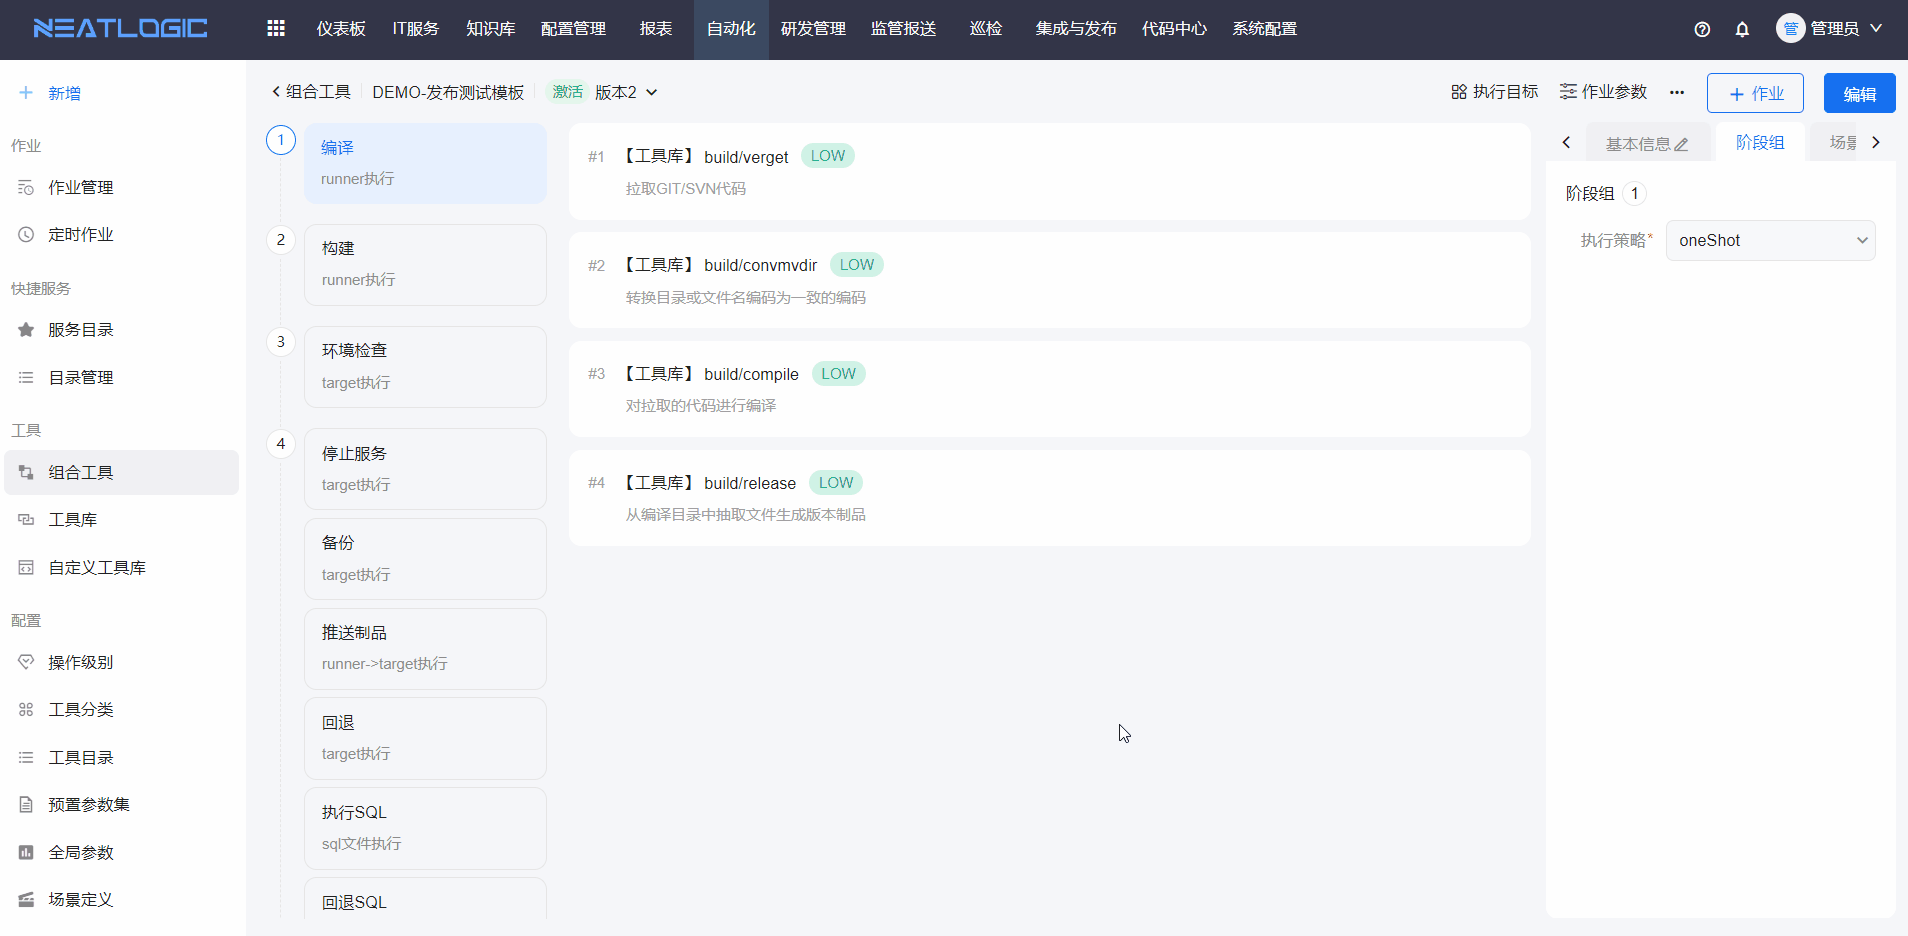 NEATLOGIC
仪表板
IT服务
知识库
配置管理
报表
自动化
研发管理
监管报送
巡检
集成与发布
代码中心
系统配置
管
管理员
新增
作业
作业管理
定时作业
快捷服务
服务目录
目录管理
工具
组合工具
工具库
自定义工具库
配置
操作级别
工具分类
工具目录
预置参数集
全局参数
场景定义
组合工具
DEMO-发布测试模板
激活
版本2
执行目标
作业参数
作业
编辑
1
编译
runner执行
2
构建
runner执行
3
环境检查
target执行
4
停止服务
target执行
备份
target执行
推送制品
runner->target执行
回退
target执行
执行SQL
sql文件执行
回退SQL
#1 【工具库】 build/verget LOW
拉取GIT/SVN代码
#2 【工具库】 build/convmvdir LOW
转换目录或文件名编码为一致的编码
#3 【工具库】 build/compile LOW
对拉取的代码进行编译
#4 【工具库】 build/release LOW
从编译目录中抽取文件生成版本制品
基本信息
阶段组
场景
阶段组 1
执行策略* oneShot